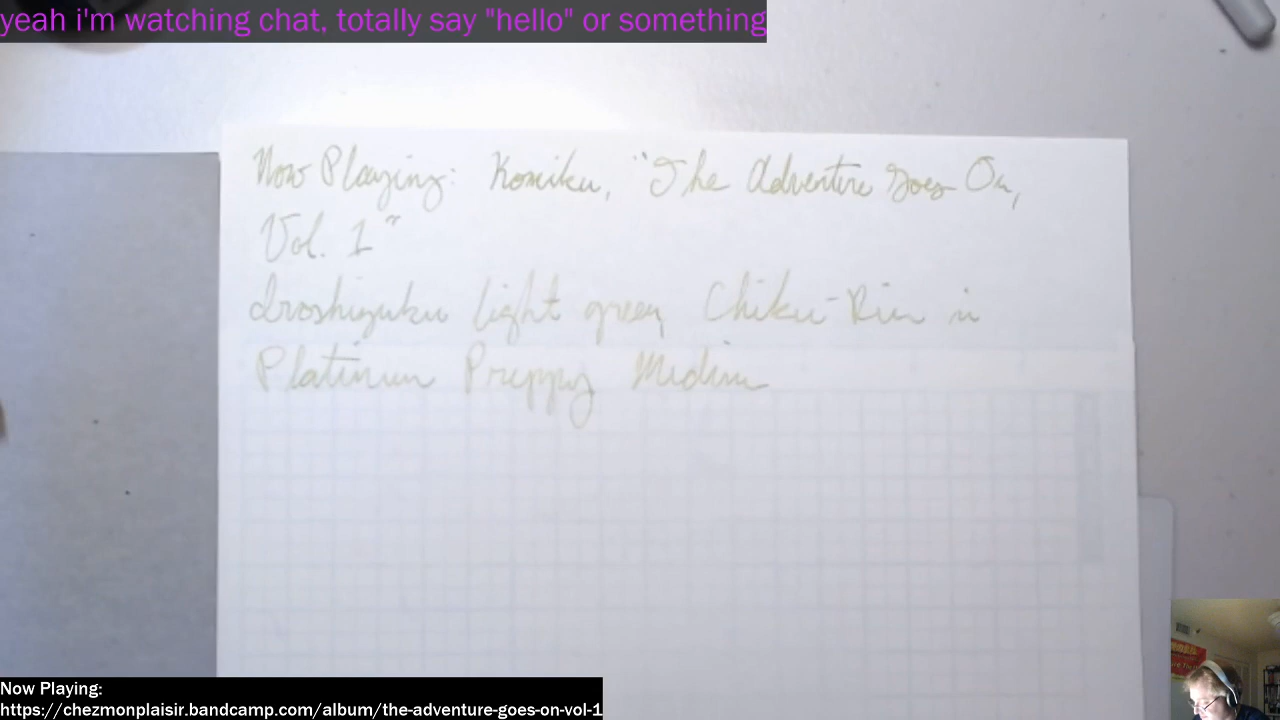 yeah i'm watching chat, totally say "hello" or something
Now Playing: Komiku, "The Adventure Goes On,
Vol. 1"
Iroshizuku light green, Chiku-Rin in
Platinum Preppy Medium
Now Playing:
https://chezmonplaisir.bandcamp.com/album/the-adventure-goes-on-vol-1